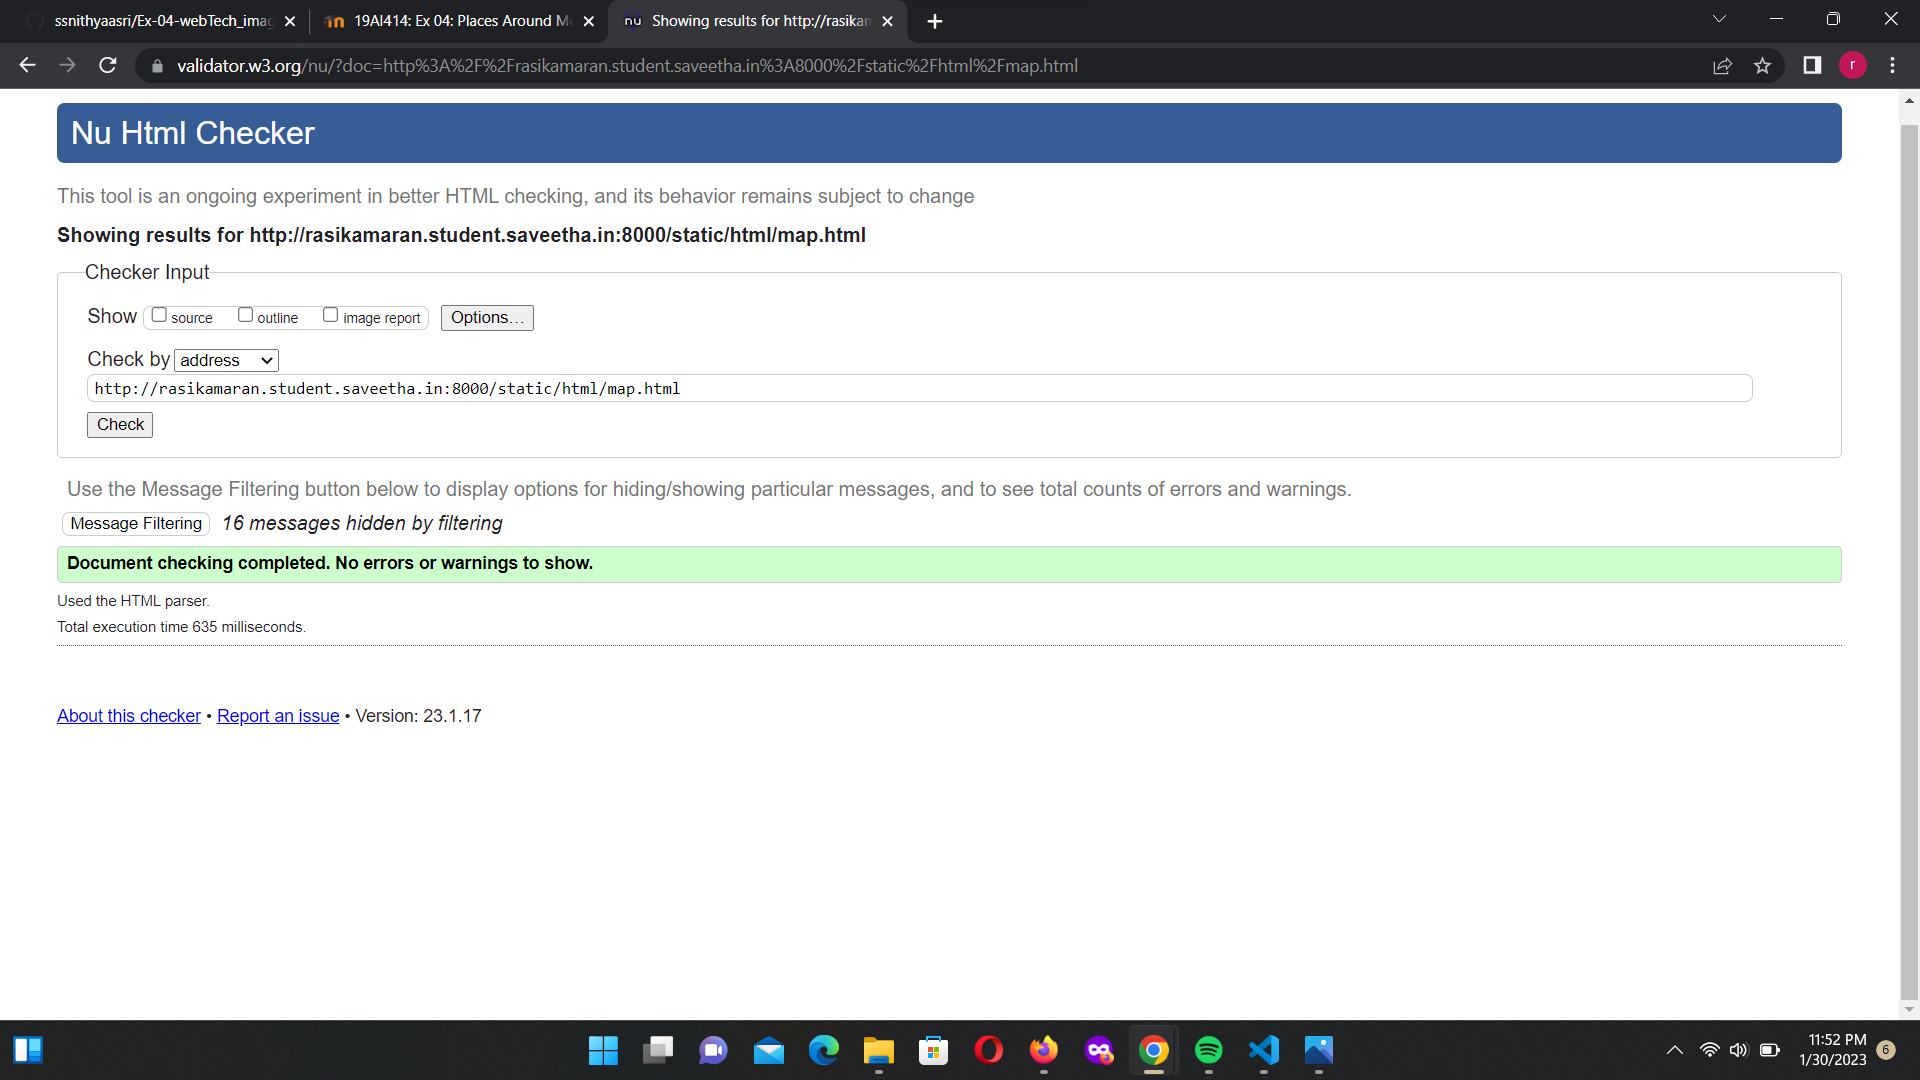 ssnithyaasri/Ex-04-webTech_imag
19AI414: Ex 04: Places Around M
nu Showing results for http://rasikan
validator.w3.org/nu/?doc=http%3A%2F%2Frasikamaran.student.saveetha.in%3A8000%2Fstatic%2Fhtml%2Fmap.html
r
Nu Html Checker
This tool is an ongoing experiment in better HTML checking, and its behavior remains subject to change
Showing results for http://rasikamaran.student.saveetha.in:8000/static/html/map.html
Checker Input
Show source outline image report Options...
Check by address
http://rasikamaran.student.saveetha.in:8000/static/html/map.html
Check
Use the Message Filtering button below to display options for hiding/showing particular messages, and to see total counts of errors and warnings.
Message Filtering 16 messages hidden by filtering
Document checking completed. No errors or warnings to show.
Used the HTML parser.
Total execution time 635 milliseconds.
About this checker • Report an issue • Version: 23.1.17
11:52 PM
1/30/2023
6